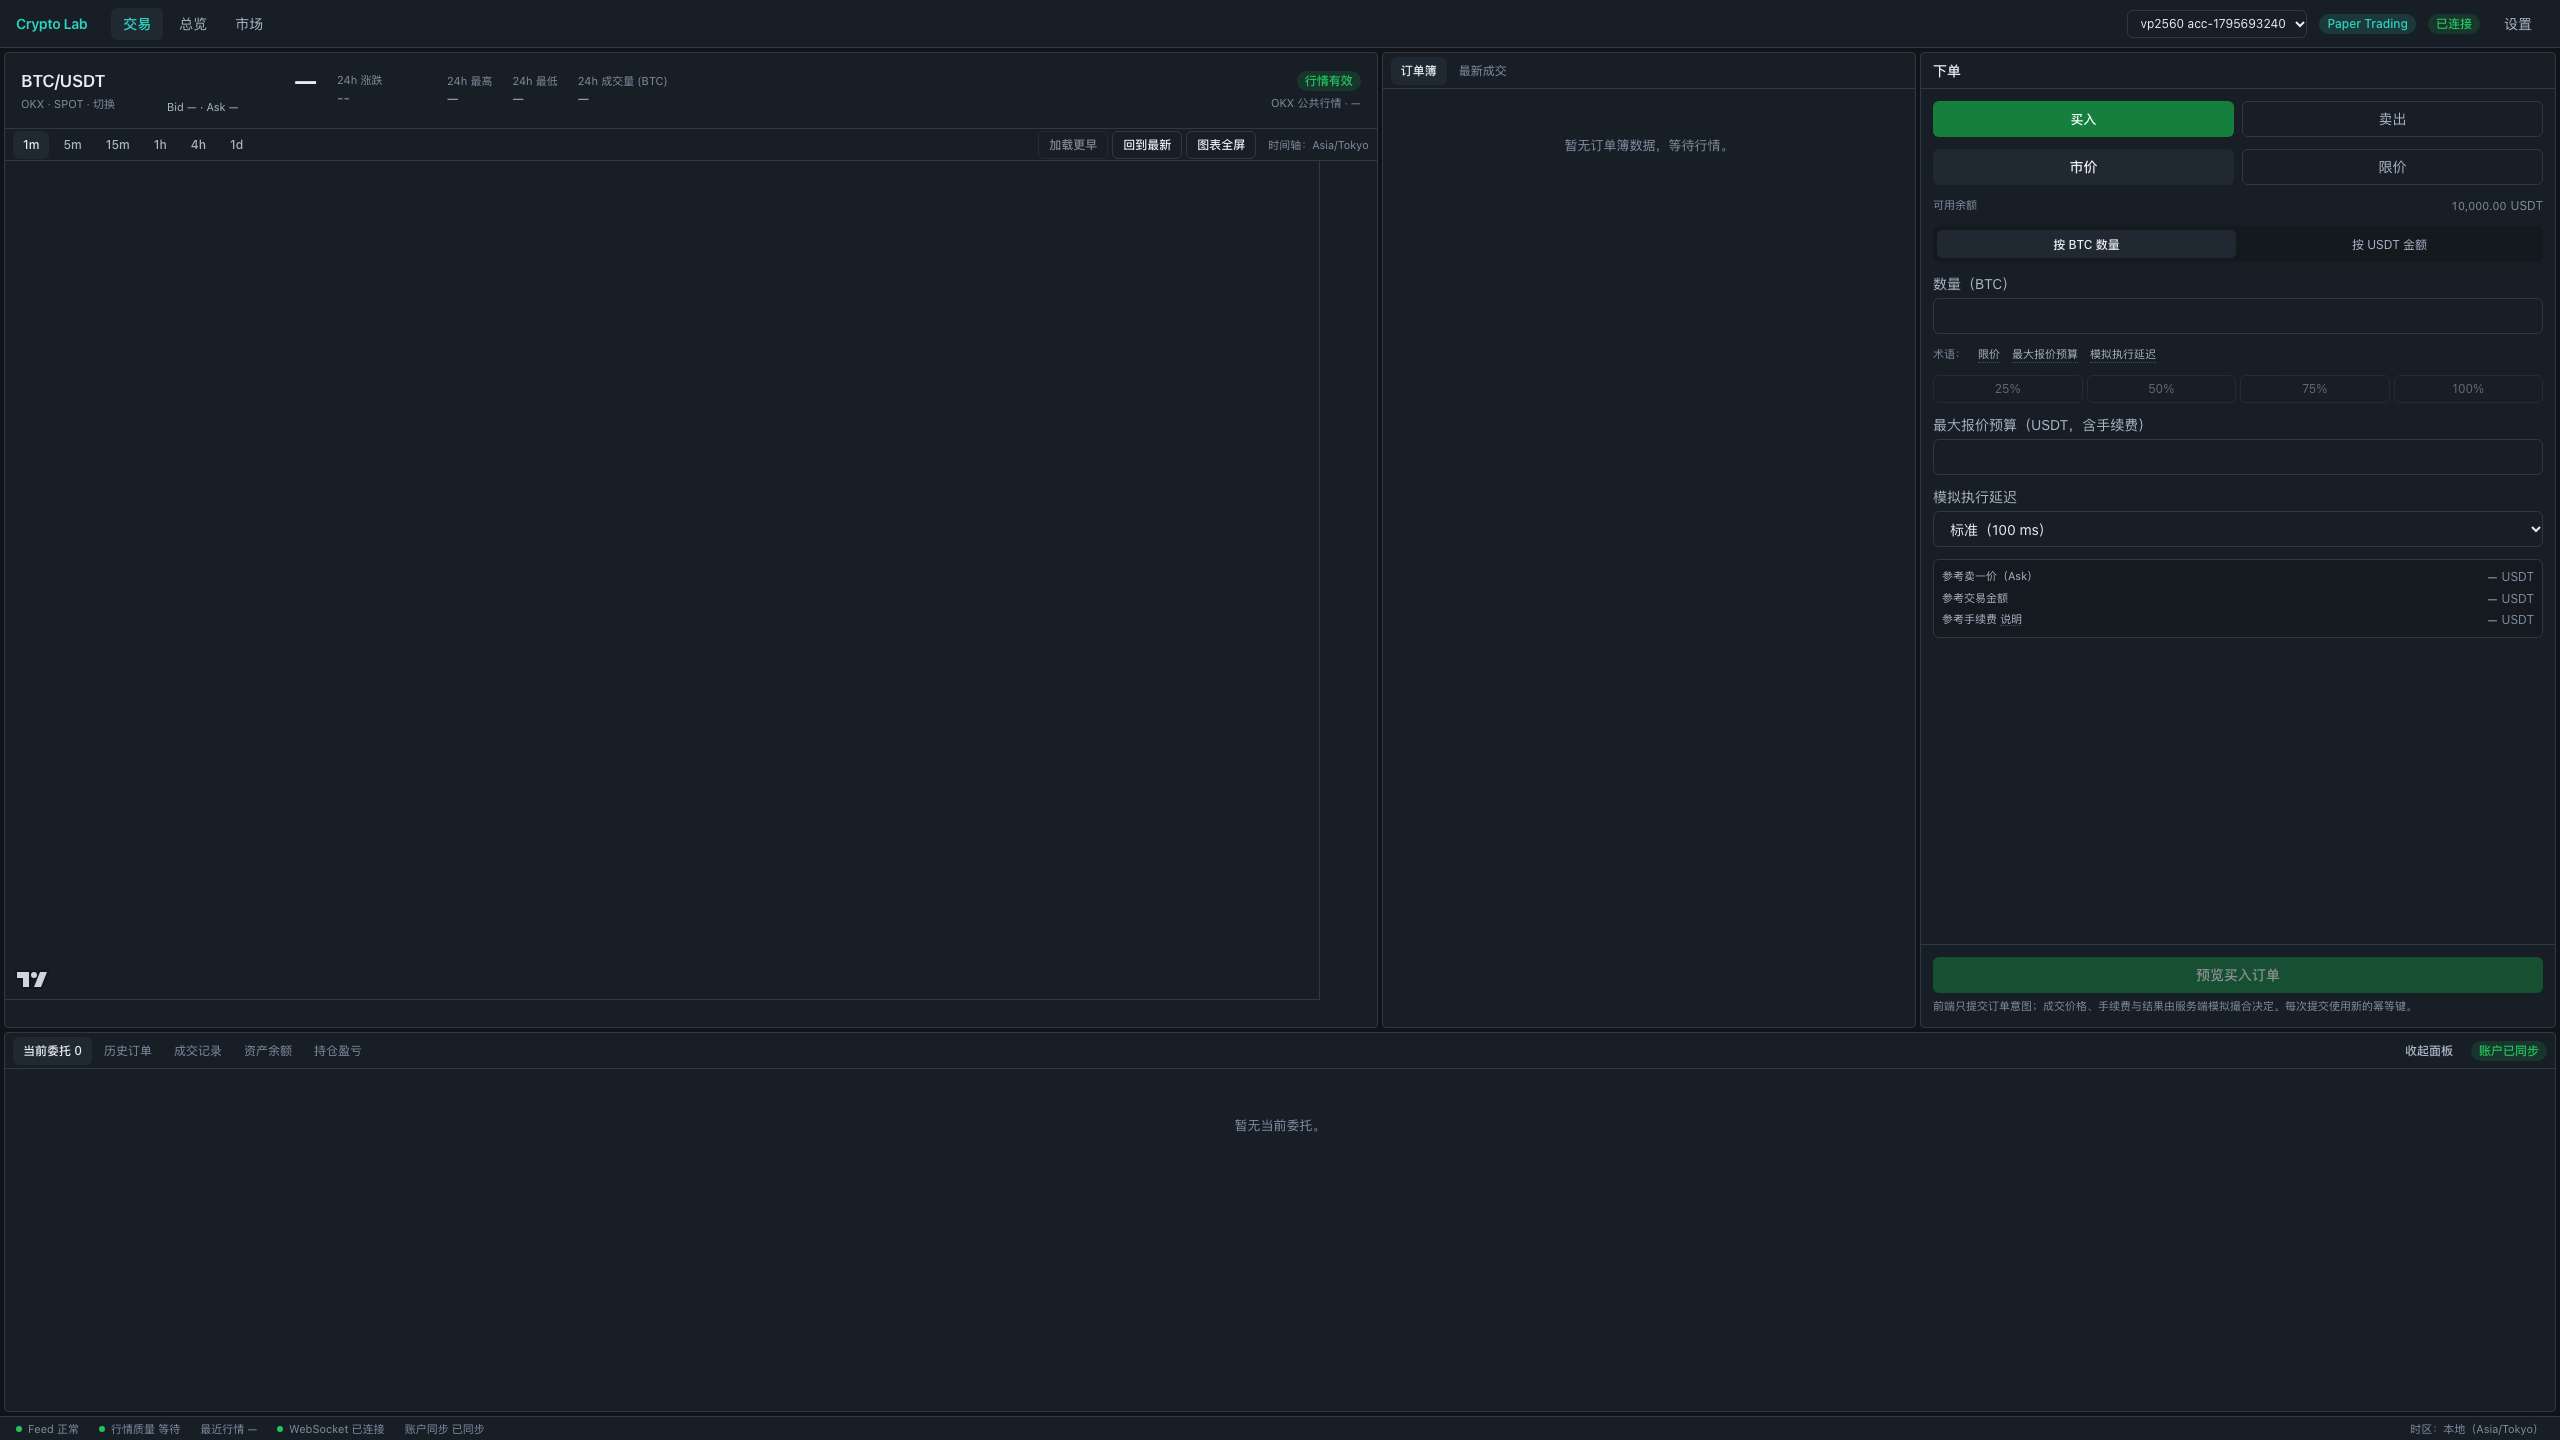 Crypto Lab 交易 总览 市场 vp2560 acc-1795693240 Paper Trading 已连接 设置
BTC/USDT — 24h 涨跌 24h 最高 24h 最低 24h 成交量 (BTC) 行情有效
OKX · SPOT · 切换 Bid — · Ask — -- — — — OKX 公共行情 · —
1m 5m 15m 1h 4h 1d 加载更早 回到最新 图表全屏 时间轴：Asia/Tokyo
订单簿 最新成交
暂无订单簿数据，等待行情。
下单
买入 卖出
市价 限价
可用余额 10,000.00 USDT
按 BTC 数量 按 USDT 金额
数量（BTC）
术语： 限价 最大报价预算 模拟执行延迟
25% 50% 75% 100%
最大报价预算（USDT，含手续费）
模拟执行延迟
标准（100 ms）
参考卖一价（Ask） — USDT
参考交易金额 — USDT
参考手续费 说明 — USDT
预览买入订单
前端只提交订单意图；成交价格、手续费与结果由服务端模拟撮合决定。每次提交使用新的幂等键。
当前委托 0 历史订单 成交记录 资产余额 持仓盈亏 收起面板 账户已同步
暂无当前委托。
Feed 正常 行情质量 等待 最近行情 — WebSocket 已连接 账户同步 已同步 时区：本地（Asia/Tokyo）